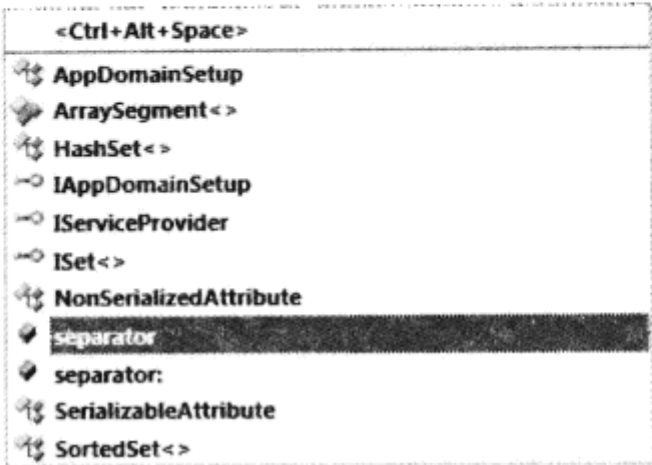 <Ctrl+Alt+Space>
AppDomainSetup
ArraySegment<>
HashSet<>
IAppDomainSetup
IServiceProvider
ISet<>
NonSerializedAttribute
separator
separator:
SerializableAttribute
SortedSet<>